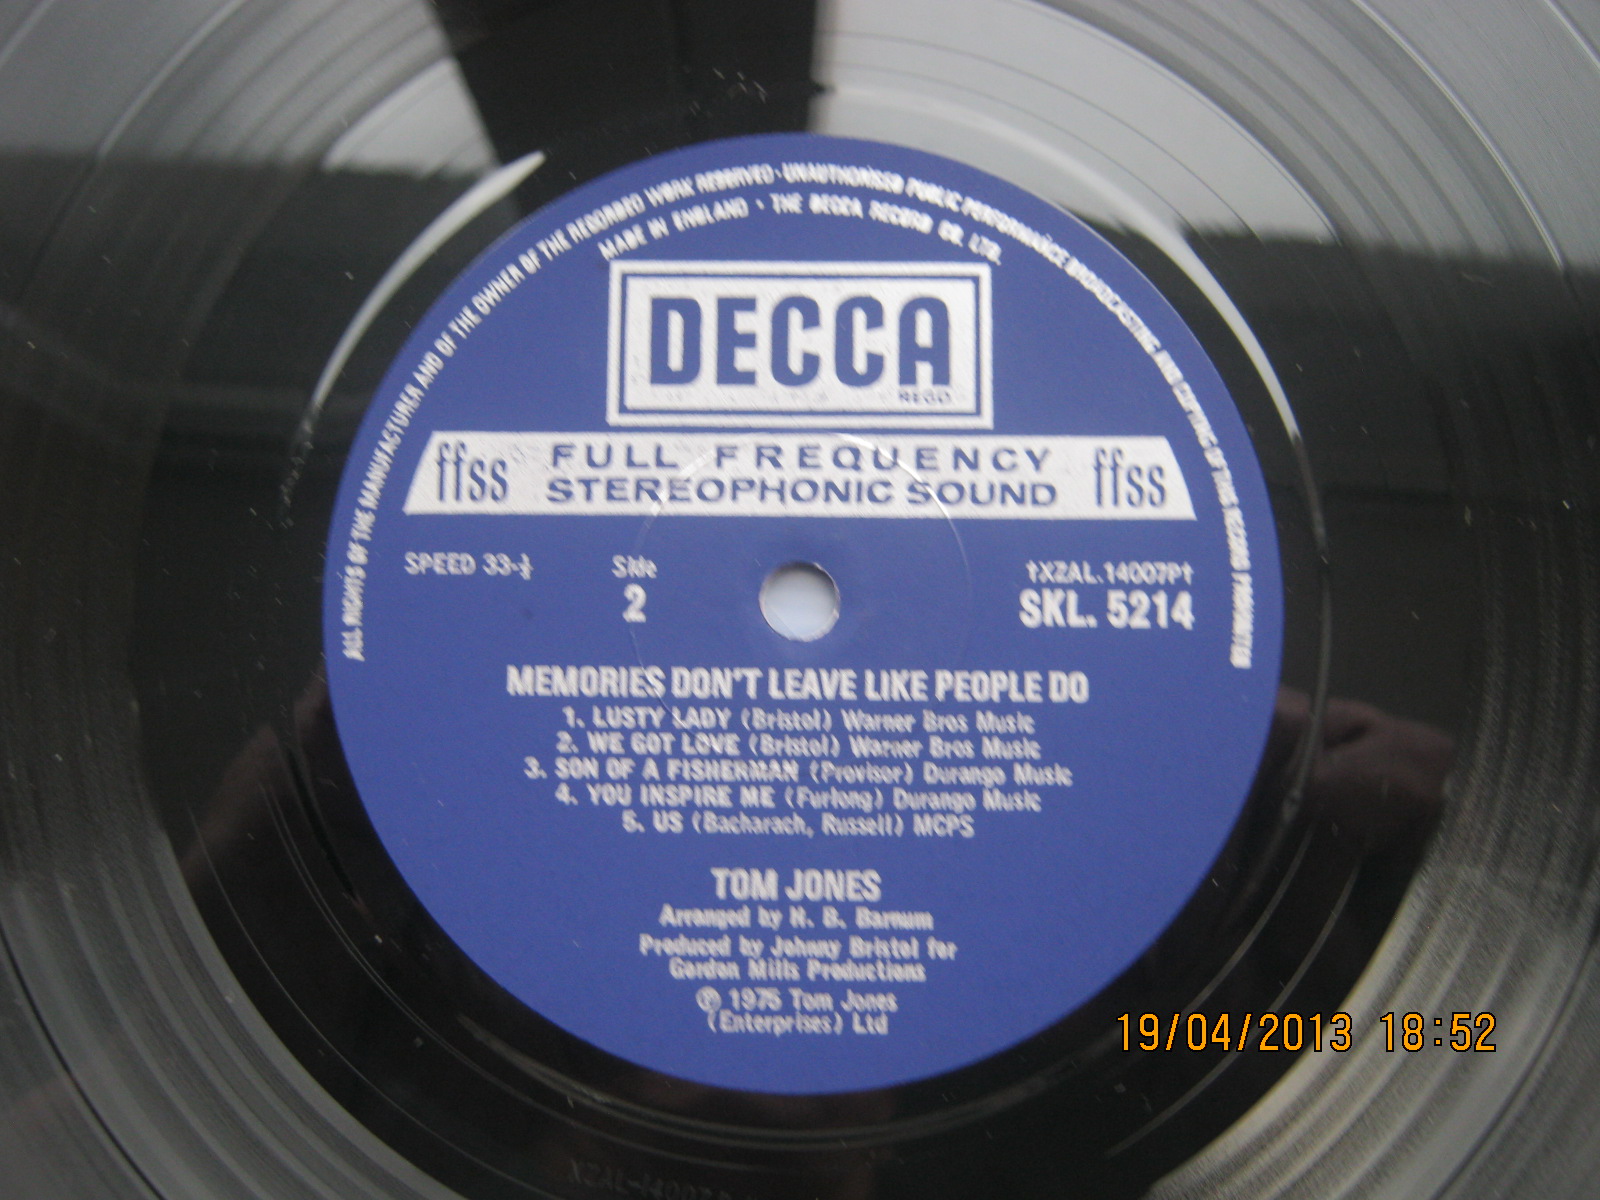 ALL RIGHTS OF THE MANUFACTURER AND OF THE OWNER OF THE RECORDED WORK RESERVED · UNAUTHORISED PUBLIC PERFORMANCE BROADCASTING AND COPYING OF THIS RECORD PROHIBITED
MADE IN ENGLAND · THE DECCA RECORD CO. LTD.
DECCA
REGD
ffss FULL FREQUENCY STEREOPHONIC SOUND ffss
SPEED 33-⅓
Side
2
†XZAL.14007P†
SKL. 5214
MEMORIES DON'T LEAVE LIKE PEOPLE DO
1. LUSTY LADY (Bristol) Warner Bros Music
2. WE GOT LOVE (Bristol) Warner Bros Music
3. SON OF A FISHERMAN (Provisor) Durango Music
4. YOU INSPIRE ME (Furlong) Durango Music
5. US (Bacharach, Russell) MCPS
TOM JONES
Arranged by H. B. Barnum
Produced by Johnny Bristol for
Gordon Mills Productions
℗ 1975 Tom Jones
(Enterprises) Ltd
19/04/2013 18:52